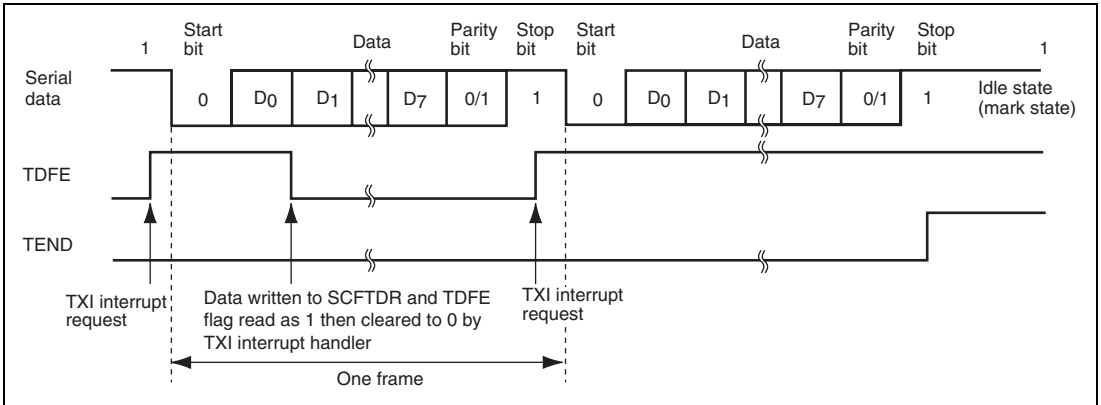 1 Start bit Data Parity bit Stop bit Start bit Data Parity bit Stop bit 1
Serial data 0 D0 D1 D7 0/1 1 0 D0 D1 D7 0/1 1 Idle state (mark state)
TDFE
TEND
TXI interrupt request
Data written to SCFTDR and TDFE
flag read as 1 then cleared to 0 by
TXI interrupt handler
TXI interrupt request
One frame